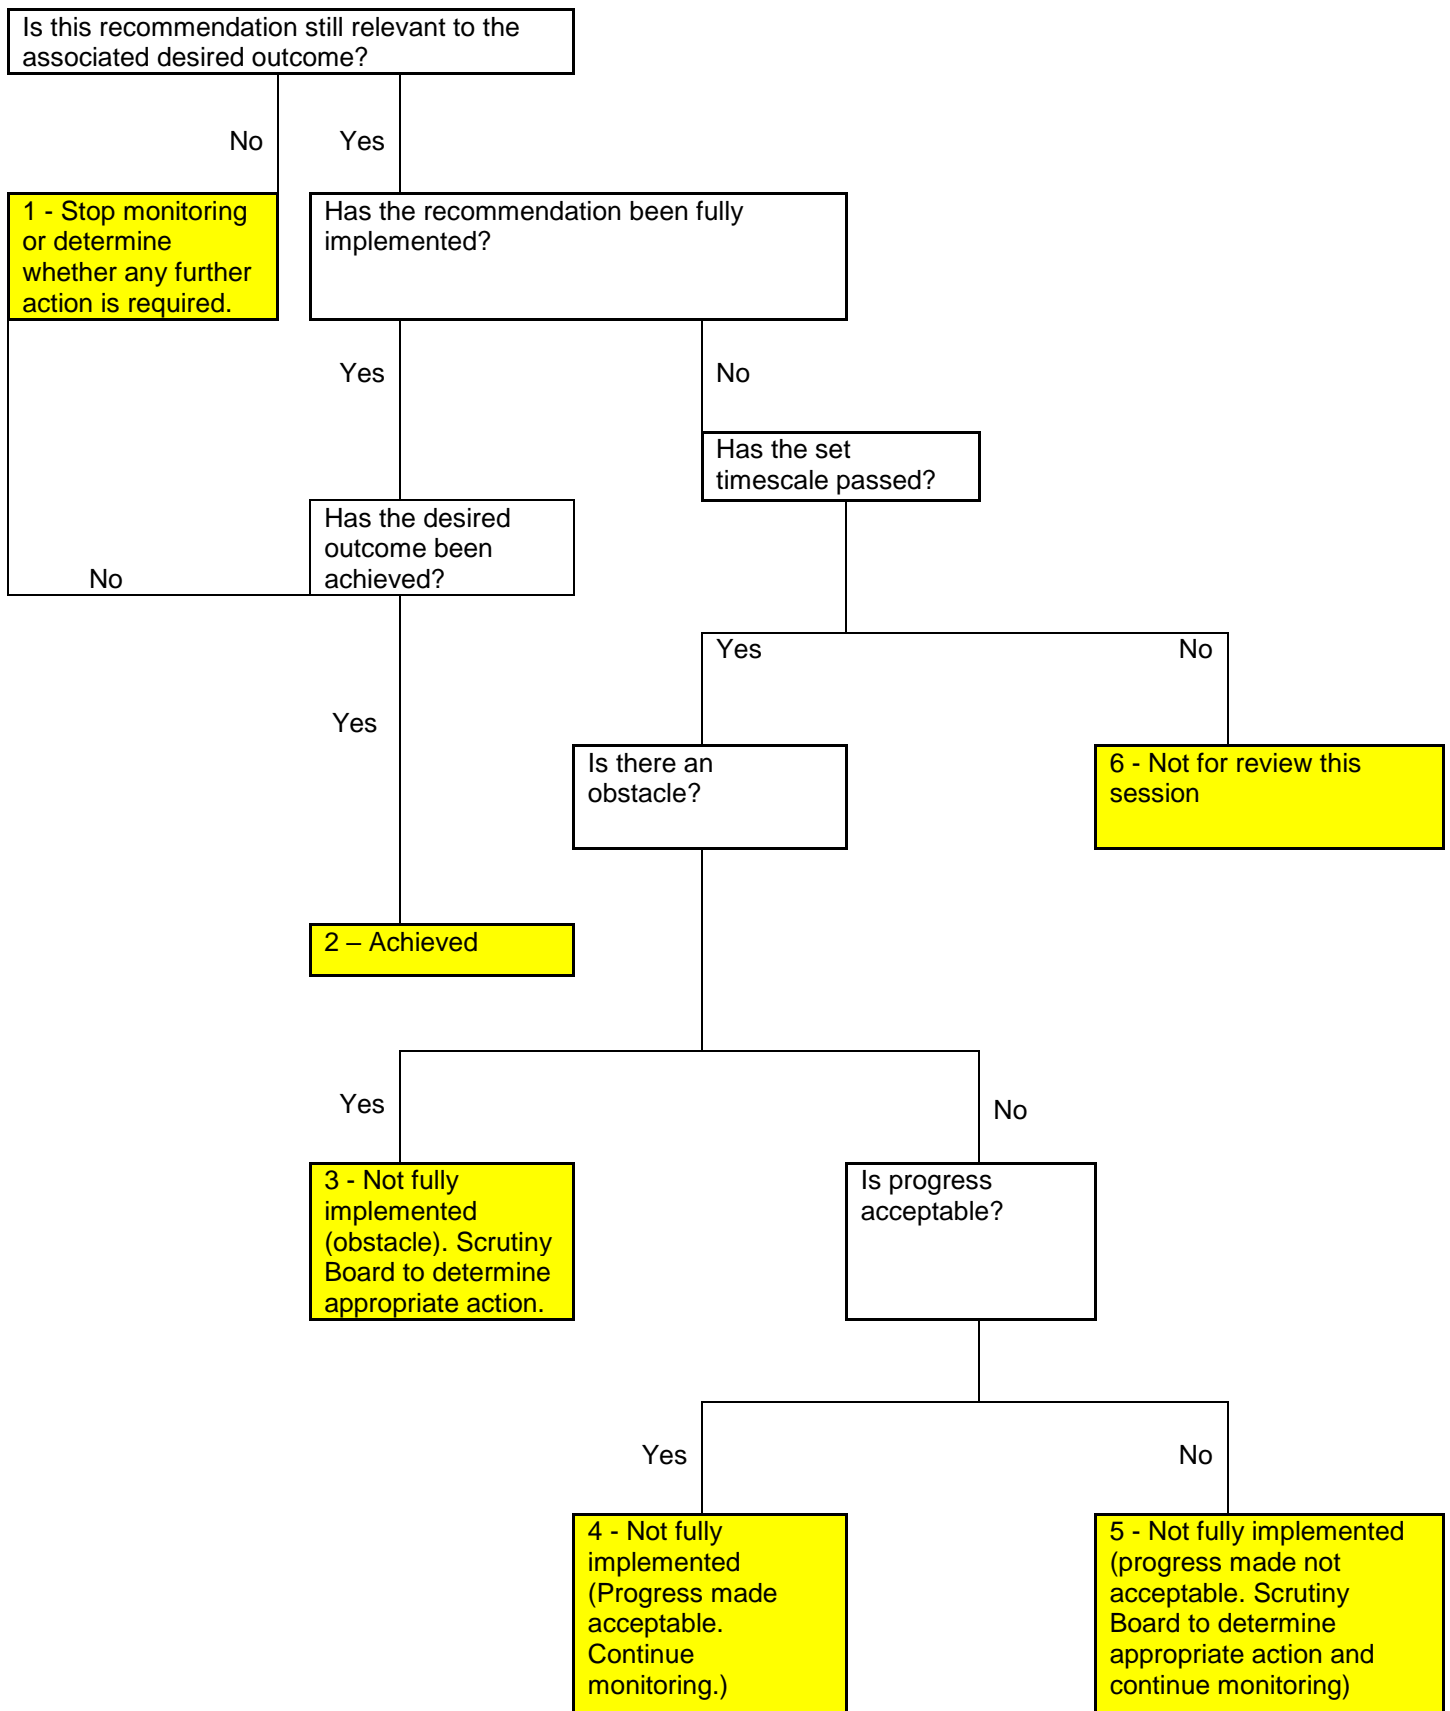 Is this recommendation still relevant to the
associated desired outcome?
No
Yes
1 - Stop monitoring
or determine
whether any further
action is required.
Has the recommendation been fully
implemented?
Yes
No
Has the set
timescale passed?
Has the desired
outcome been
achieved?
No
Yes
No
Yes
Is there an
obstacle?
6 - Not for review this
session
2 – Achieved
Yes
No
3 - Not fully
implemented
(obstacle). Scrutiny
Board to determine
appropriate action.
Is progress
acceptable?
Yes
No
4 - Not fully
implemented
(Progress made
acceptable.
Continue
monitoring.)
5 - Not fully implemented
(progress made not
acceptable. Scrutiny
Board to determine
appropriate action and
continue monitoring)